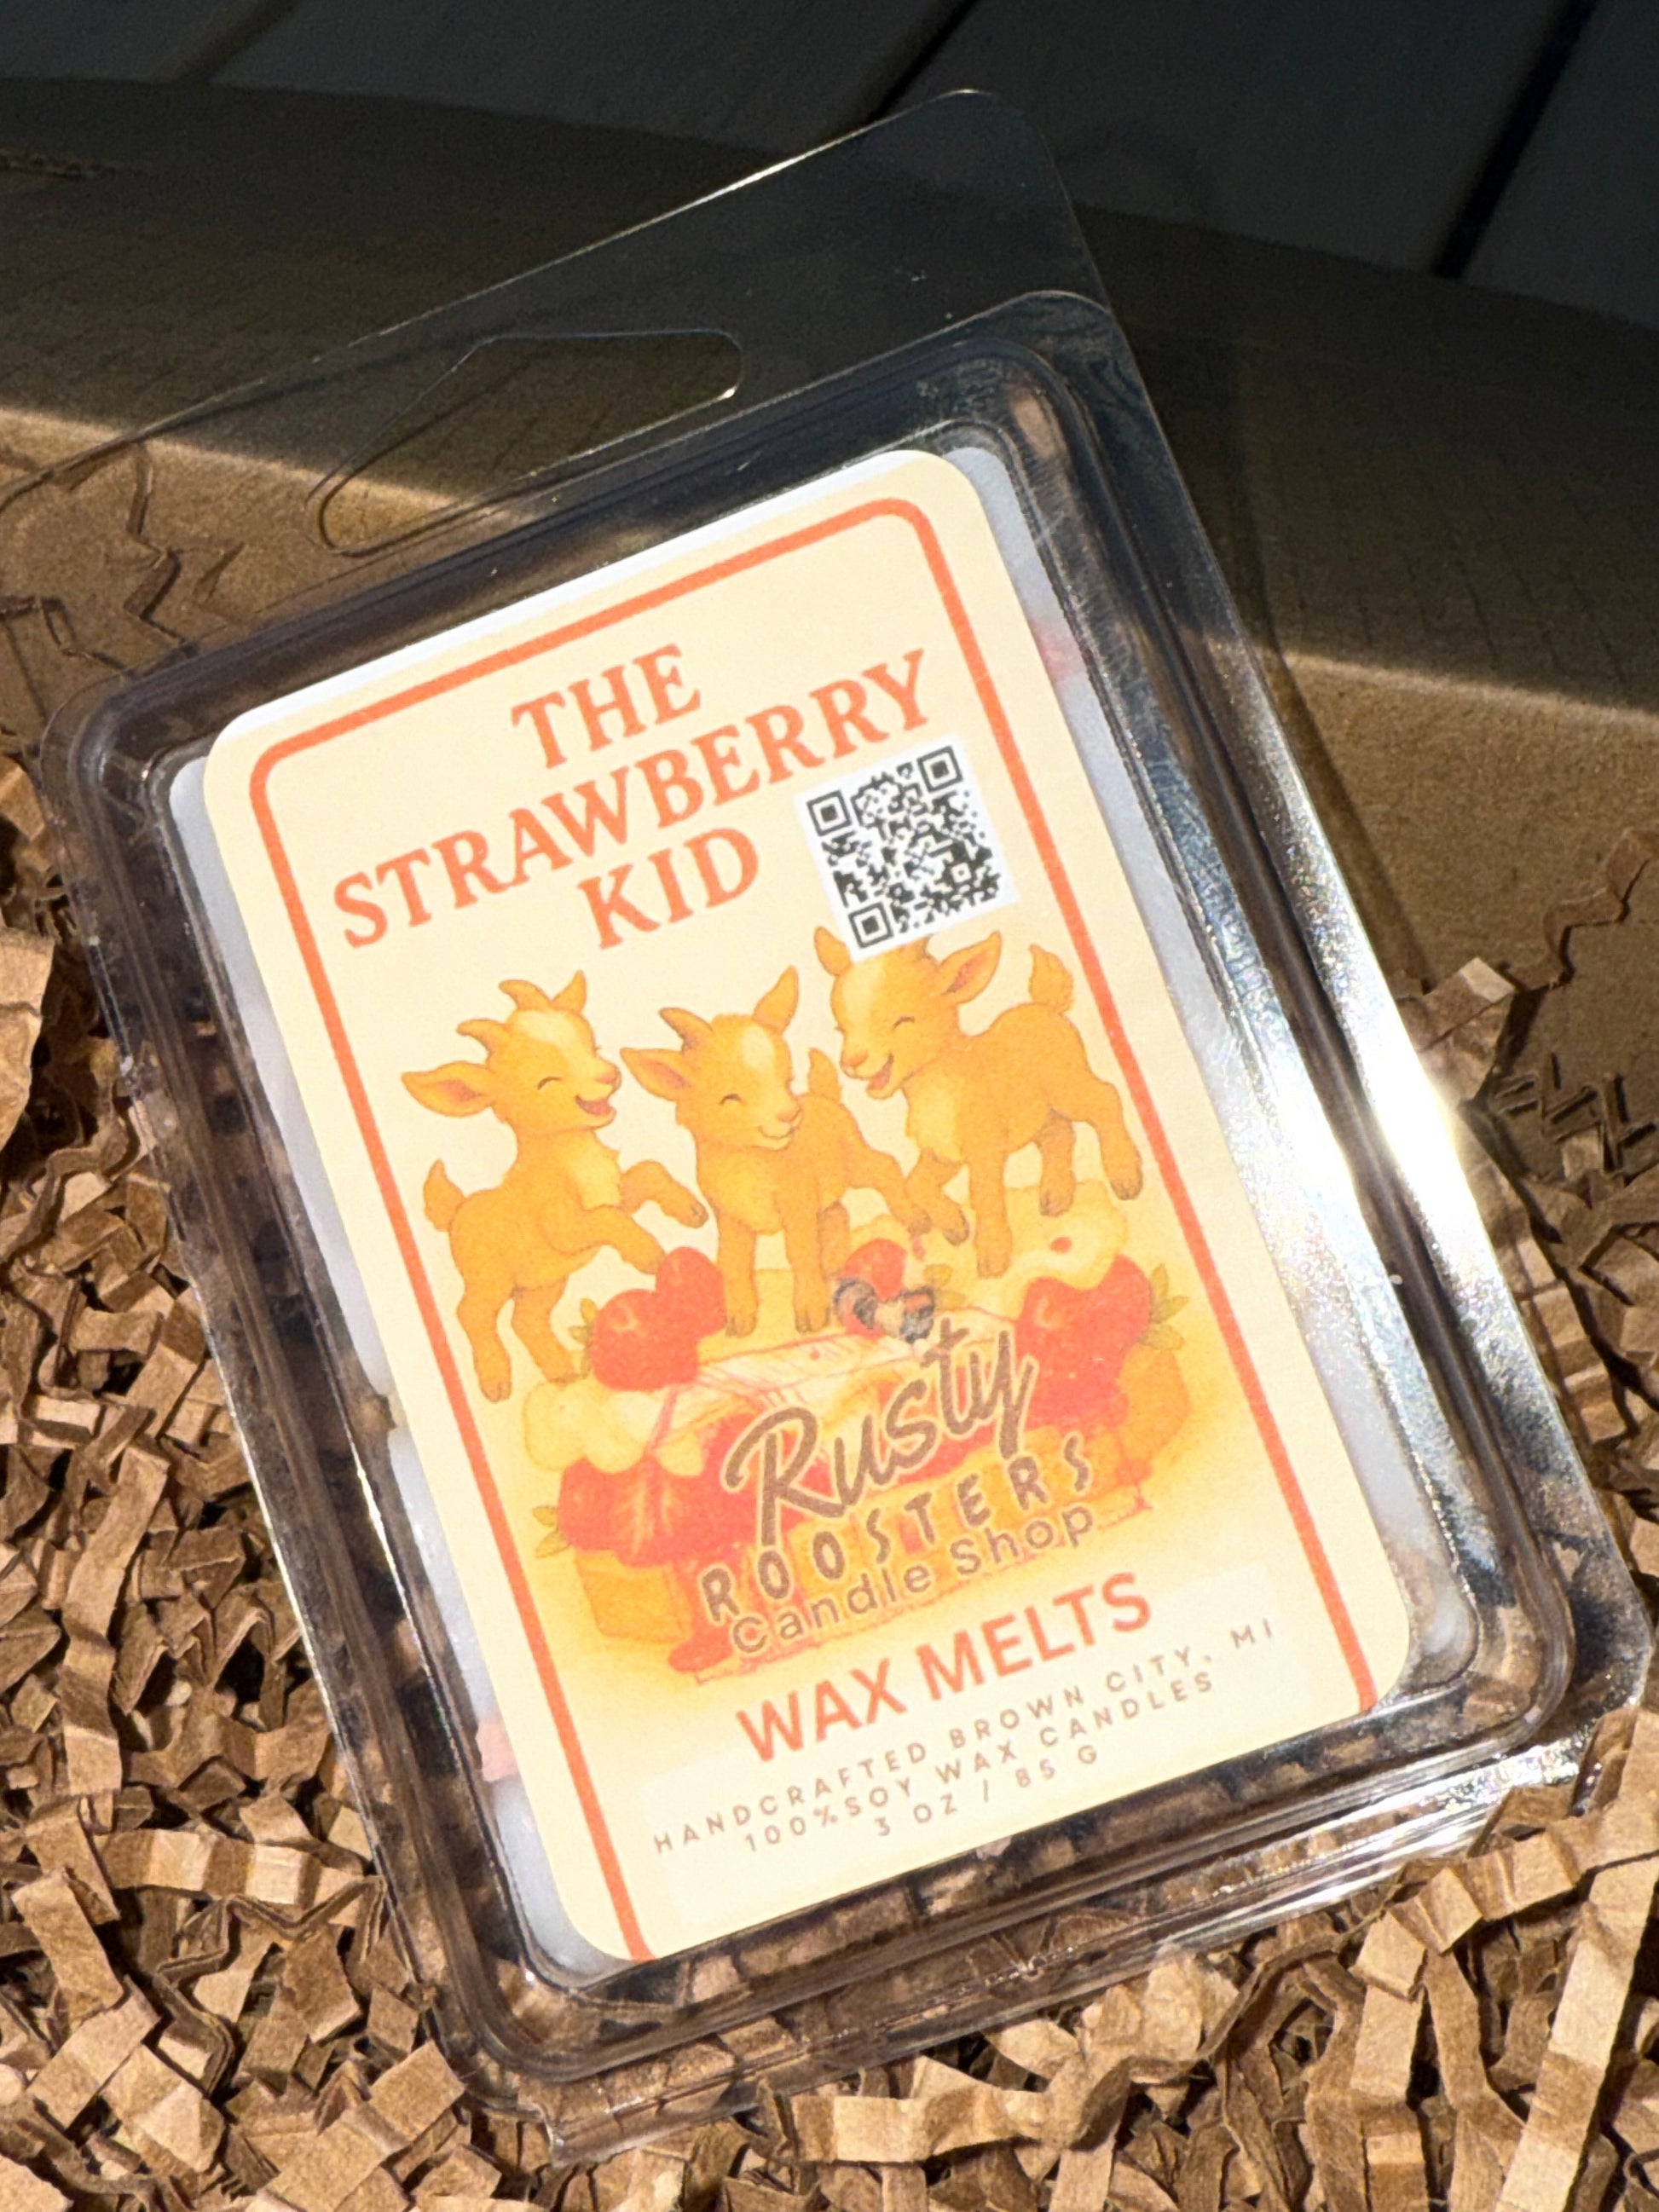 THE
STRAWBERRY
KID
Rusty
ROOSTERS
Candle Shop
WAX MELTS
HANDCRAFTED BROWN CITY, MI
100%SOY WAX CANDLES
3 OZ / 85 G